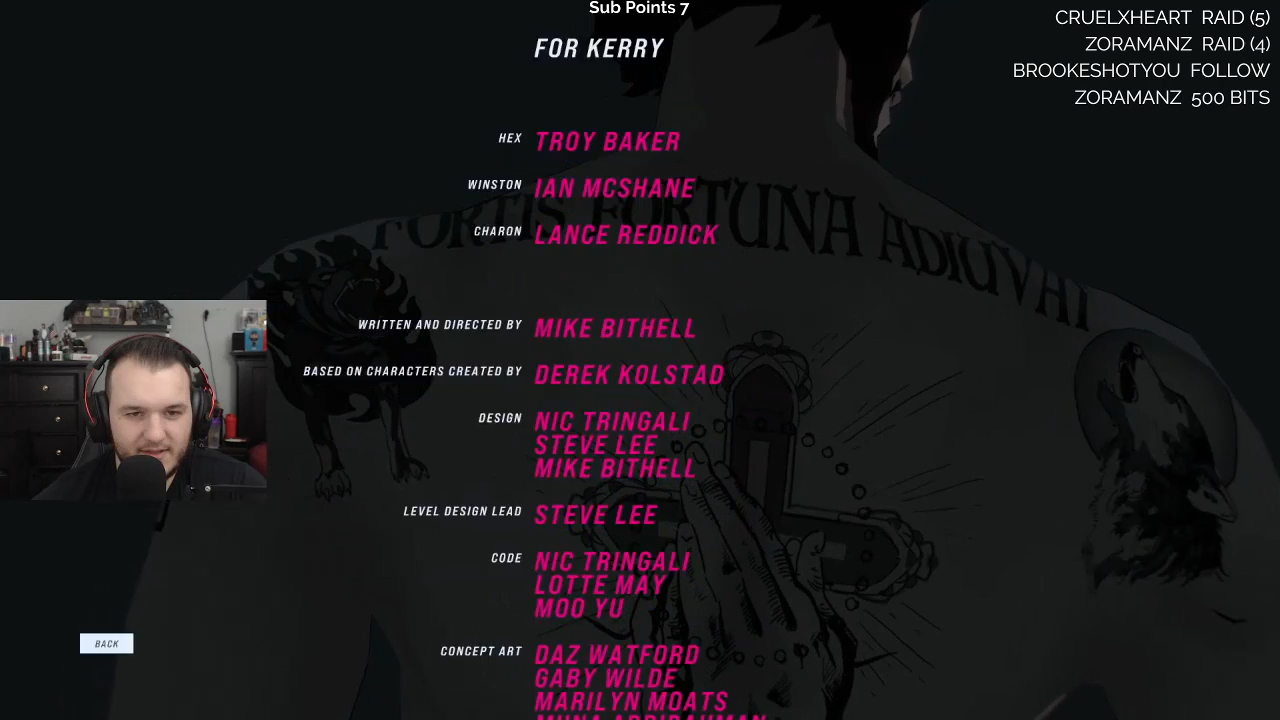 Sub Points 7
CRUELXHEART RAID (5)
ZORAMANZ RAID (4)
BROOKESHOTYOU FOLLOW
ZORAMANZ 500 BITS
FOR KERRY
HEX TROY BAKER
WINSTON IAN MCSHANE
CHARON LANCE REDDICK
FORTIS FORTUNA ADIUVAT
WRITTEN AND DIRECTED BY MIKE BITHELL
BASED ON CHARACTERS CREATED BY DEREK KOLSTAD
DESIGN NIC TRINGALI
STEVE LEE
MIKE BITHELL
LEVEL DESIGN LEAD STEVE LEE
CODE NIC TRINGALI
LOTTE MAY
MOO YU
BACK
CONCEPT ART DAZ WATFORD
GABY WILDE
MARILYN MOATS